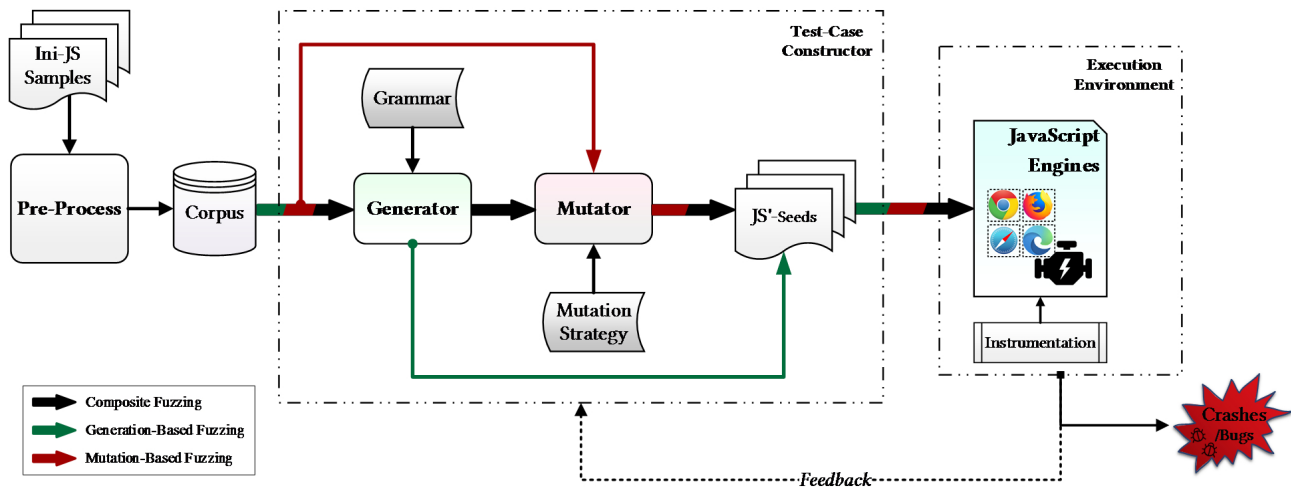 Ini-JS
Samples
Pre-Process
Corpus
Test-Case
Constructor
Grammar
Generator
Mutator
Mutation
Strategy
JS'-Seeds
Execution
Environment
JavaScript
Engines
Instrumentation
Crashes
/Bugs
Feedback
Composite Fuzzing
Generation-Based Fuzzing
Mutation-Based Fuzzing